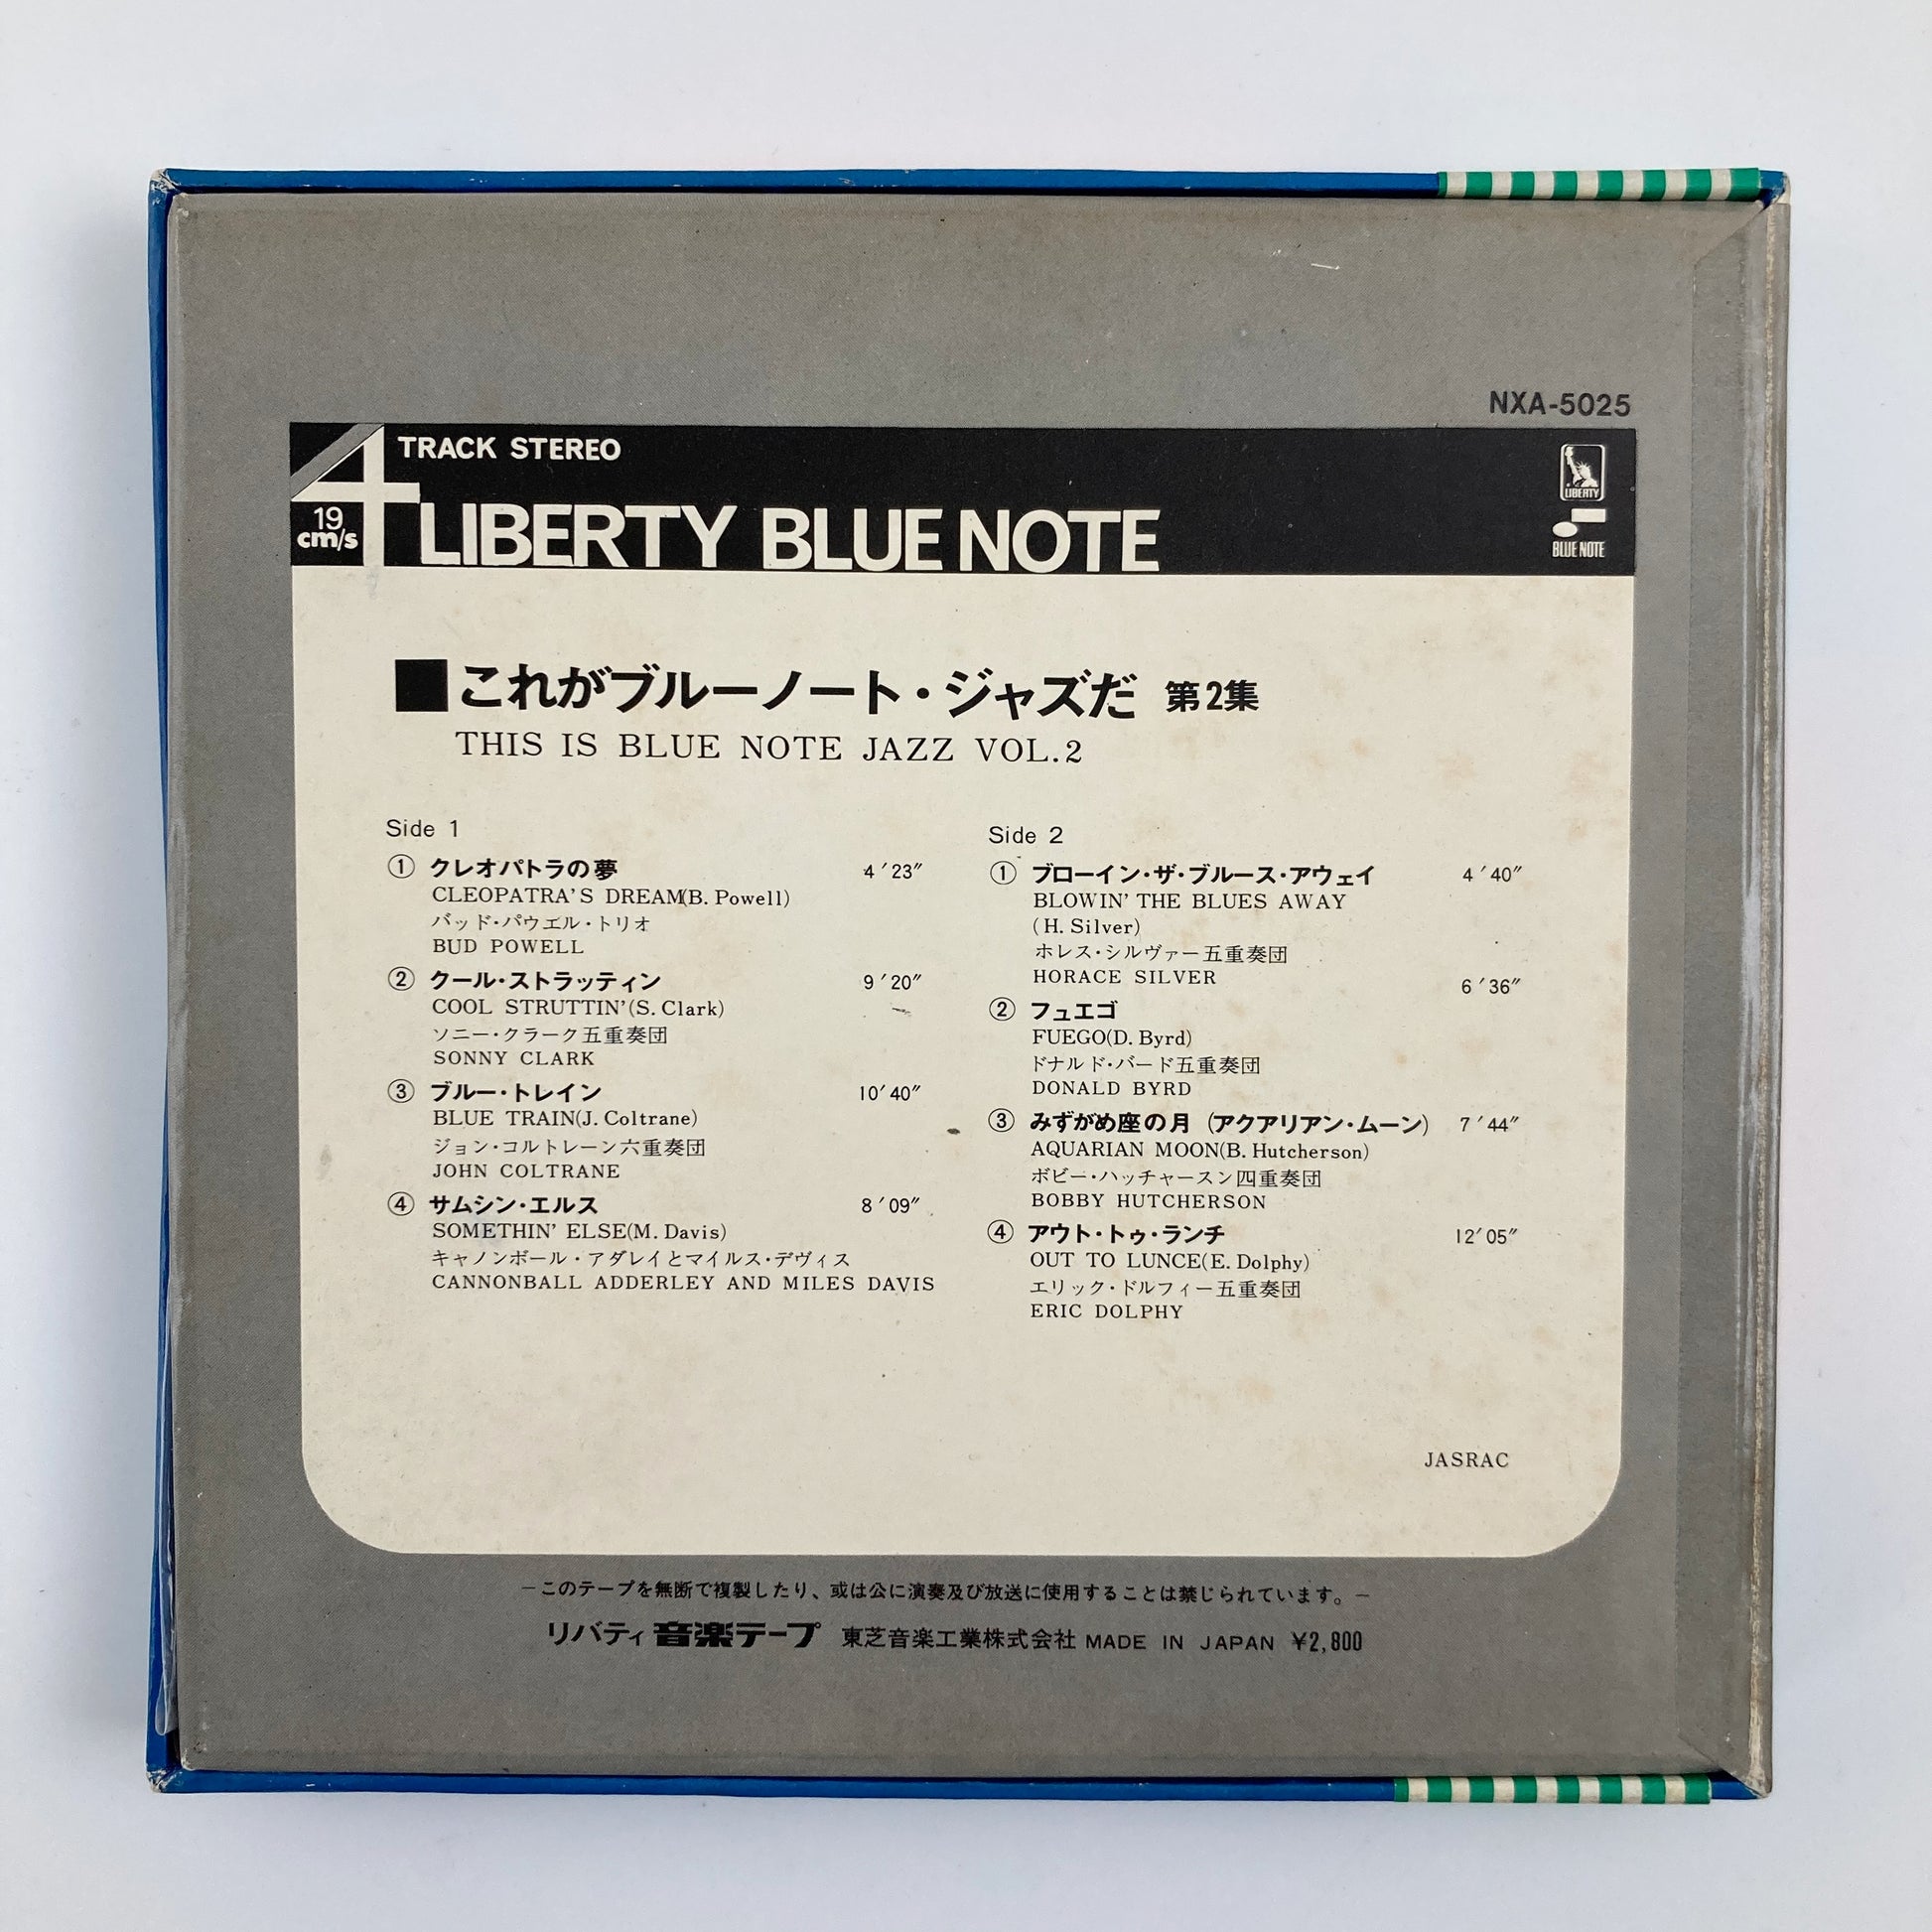 NXA-5025
4 TRACK STEREO
19 cm/s
LIBERTY BLUE NOTE
LIBERTY
BLUE NOTE
■これがブルーノート・ジャズだ 第2集
THIS IS BLUE NOTE JAZZ VOL.2
Side 1
① クレオパトラの夢 4′23″
CLEOPATRA'S DREAM(B. Powell)
バッド・パウエル・トリオ
BUD POWELL
② クール・ストラッティン 9′20″
COOL STRUTTIN'(S. Clark)
ソニー・クラーク五重奏団
SONNY CLARK
③ ブルー・トレイン 10′40″
BLUE TRAIN(J. Coltrane)
ジョン・コルトレーン六重奏団
JOHN COLTRANE
④ サムシン・エルス 8′09″
SOMETHIN' ELSE(M. Davis)
キャノンボール・アダレイとマイルス・デヴィス
CANNONBALL ADDERLEY AND MILES DAVIS
Side 2
① ブローイン・ザ・ブルース・アウェイ 4′40″
BLOWIN' THE BLUES AWAY
(H. Silver)
ホレス・シルヴァー五重奏団
HORACE SILVER
6′36″
② フュエゴ
FUEGO(D. Byrd)
ドナルド・バード五重奏団
DONALD BYRD
③ みずがめ座の月 (アクアリアン・ムーン) 7′44″
AQUARIAN MOON(B. Hutcherson)
ボビー・ハッチャースン四重奏団
BOBBY HUTCHERSON
④ アウト・トゥ・ランチ 12′05″
OUT TO LUNCE(E. Dolphy)
エリック・ドルフィー五重奏団
ERIC DOLPHY
JASRAC
―このテープを無断で複製したり、或は公に演奏及び放送に使用することは禁じられています。―
リバティ 音楽テープ 東芝音楽工業株式会社 MADE IN JAPAN ¥2,800